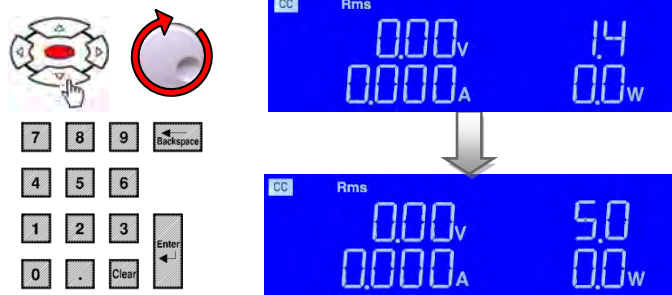 CC Rms
0.00V 1.4
0.000A 0.0W
7 8 9 Backspace
4 5 6
1 2 3 Enter
0 . Clear
CC Rms
0.00V 5.0
0.000A 0.0W